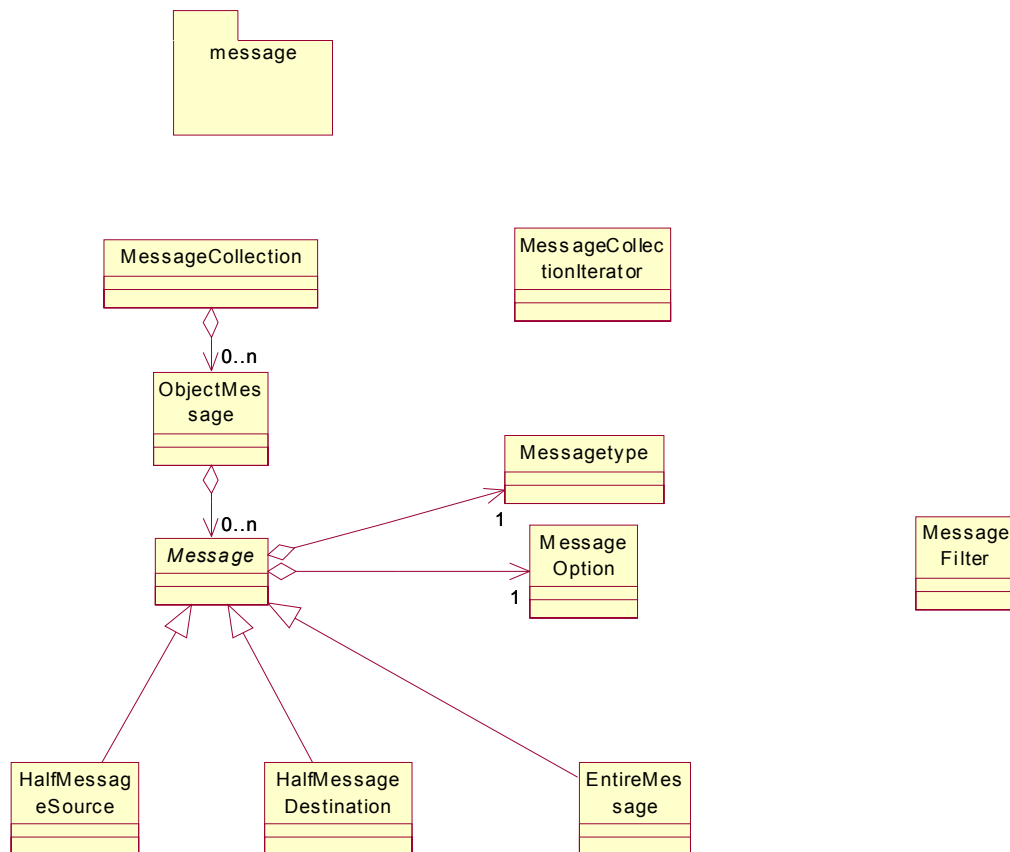 message
MessageCollection
MessageCollec
tionIterator
0..n
ObjectMes
sage
Messagetype
1
0..n
Message
Message
Option
1
Message
Filter
HalfMessag
eSource
HalfMessage
Destination
EntireMes
sage